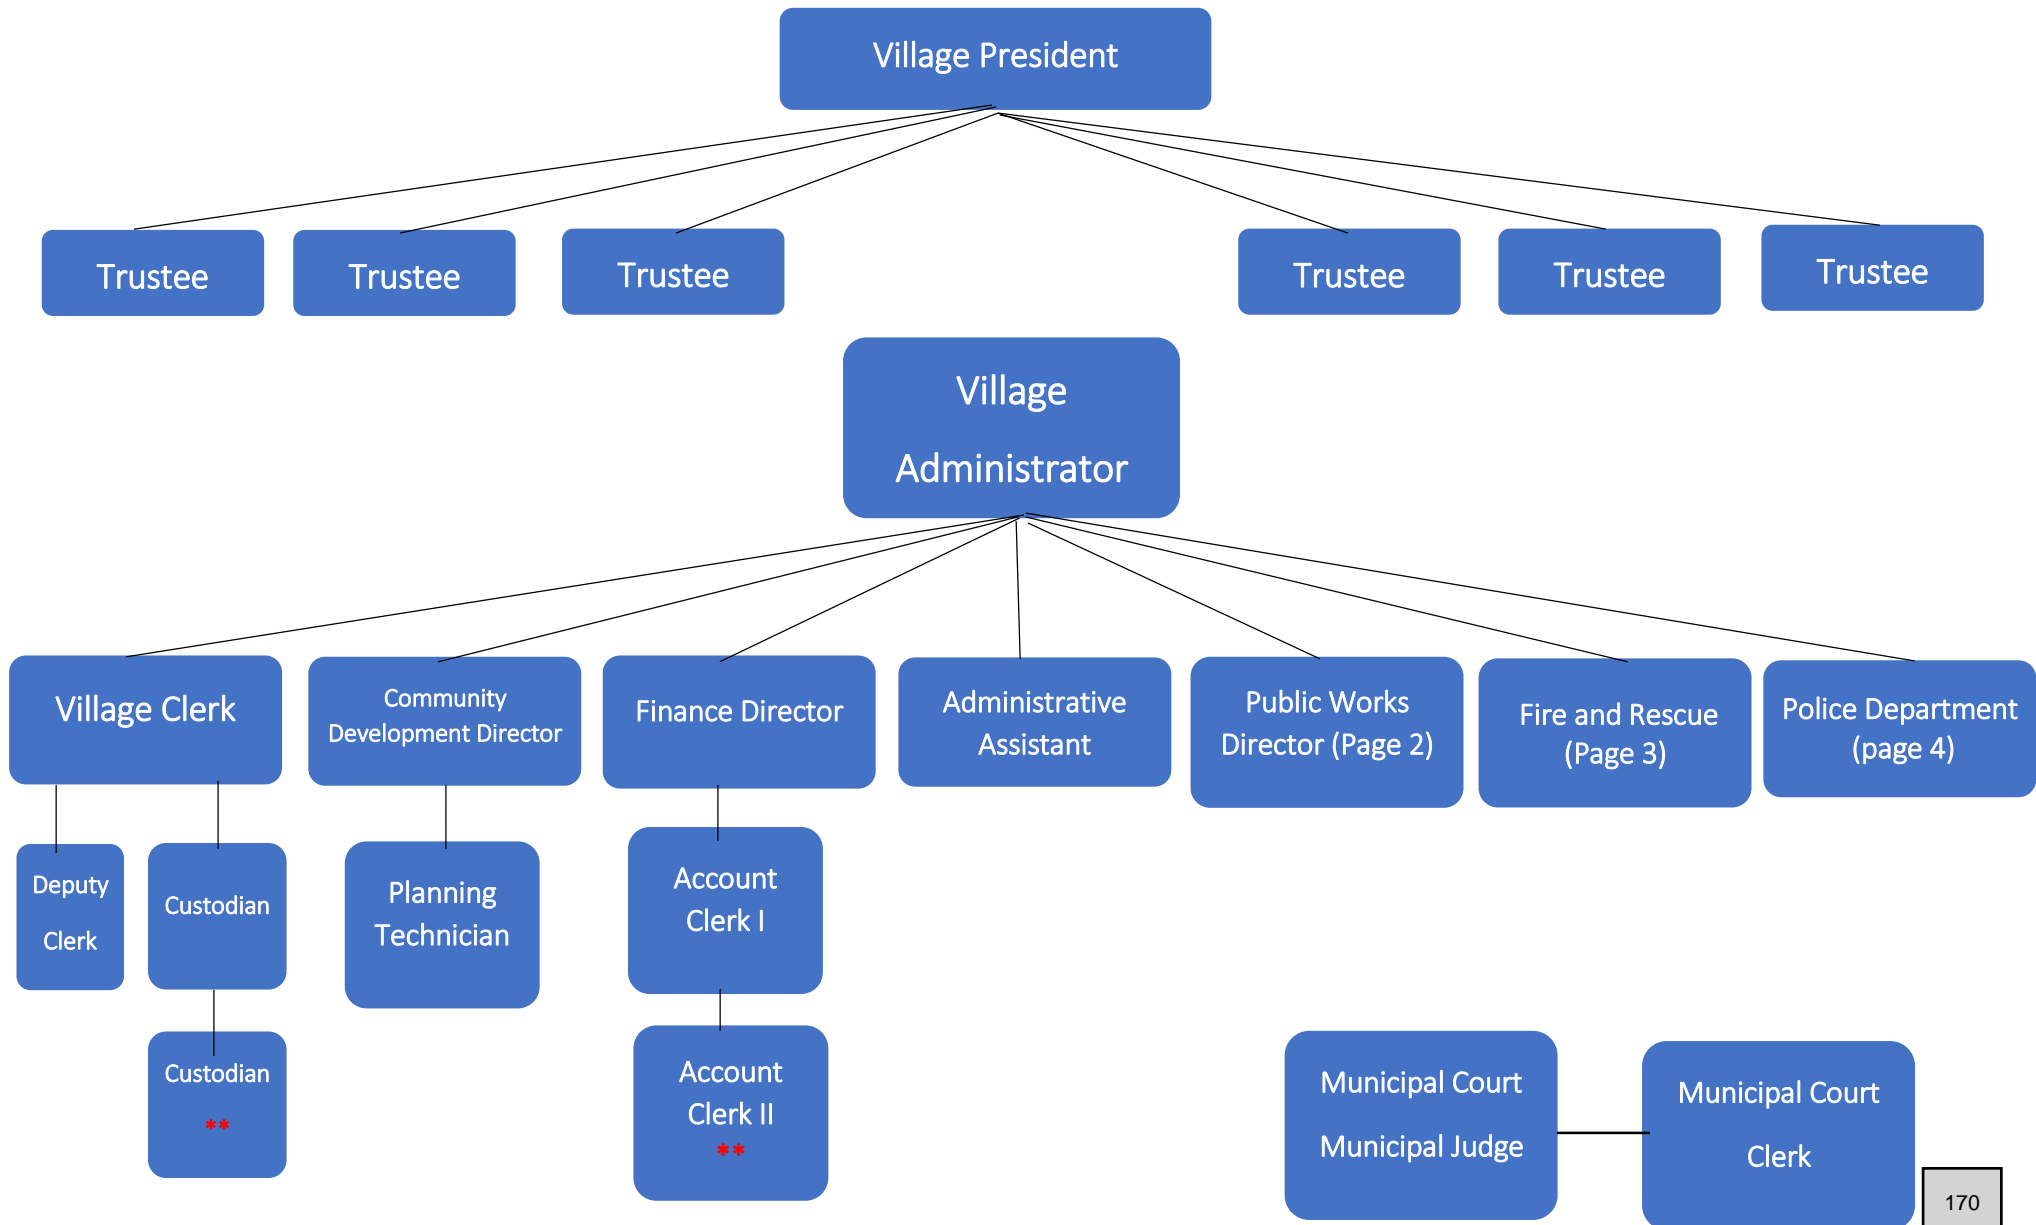 Village President
Trustee
Trustee
Trustee
Trustee
Trustee
Trustee
Village
Administrator
Village Clerk
Community
Development Director
Finance Director
Administrative
Assistant
Public Works
Director (Page 2)
Fire and Rescue
(Page 3)
Police Department
(page 4)
Deputy
Clerk
Custodian
Planning
Technician
Account
Clerk I
Custodian
**
Account
Clerk II
**
Municipal Court
Municipal Judge
Municipal Court
Clerk
170